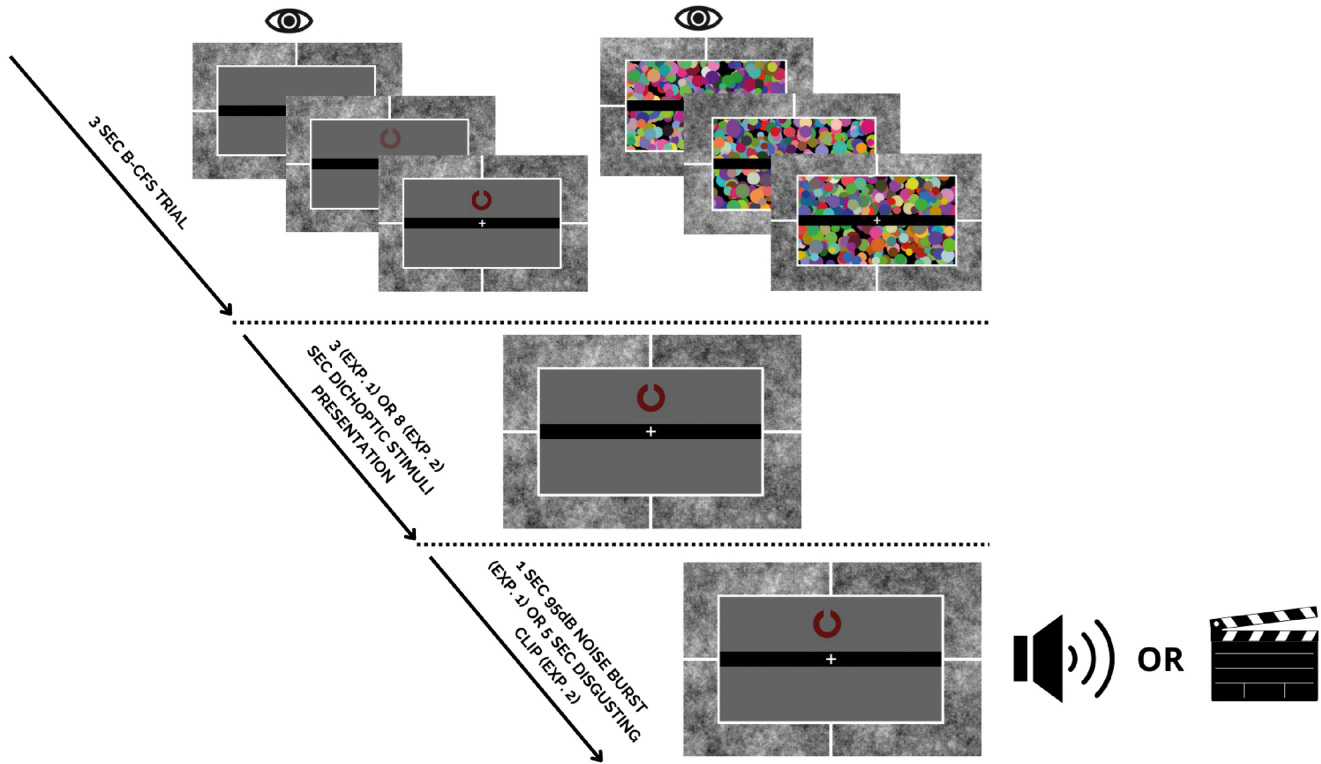 3 SEC B-CFS TRIAL
3 (EXP. 1) OR 8 (EXP. 2)
SEC DICHOPTIC STIMULI
PRESENTATION
1 SEC 95dB NOISE BURST
(EXP. 1) OR 5 SEC DISGUSTING
CLIP (EXP. 2)
OR